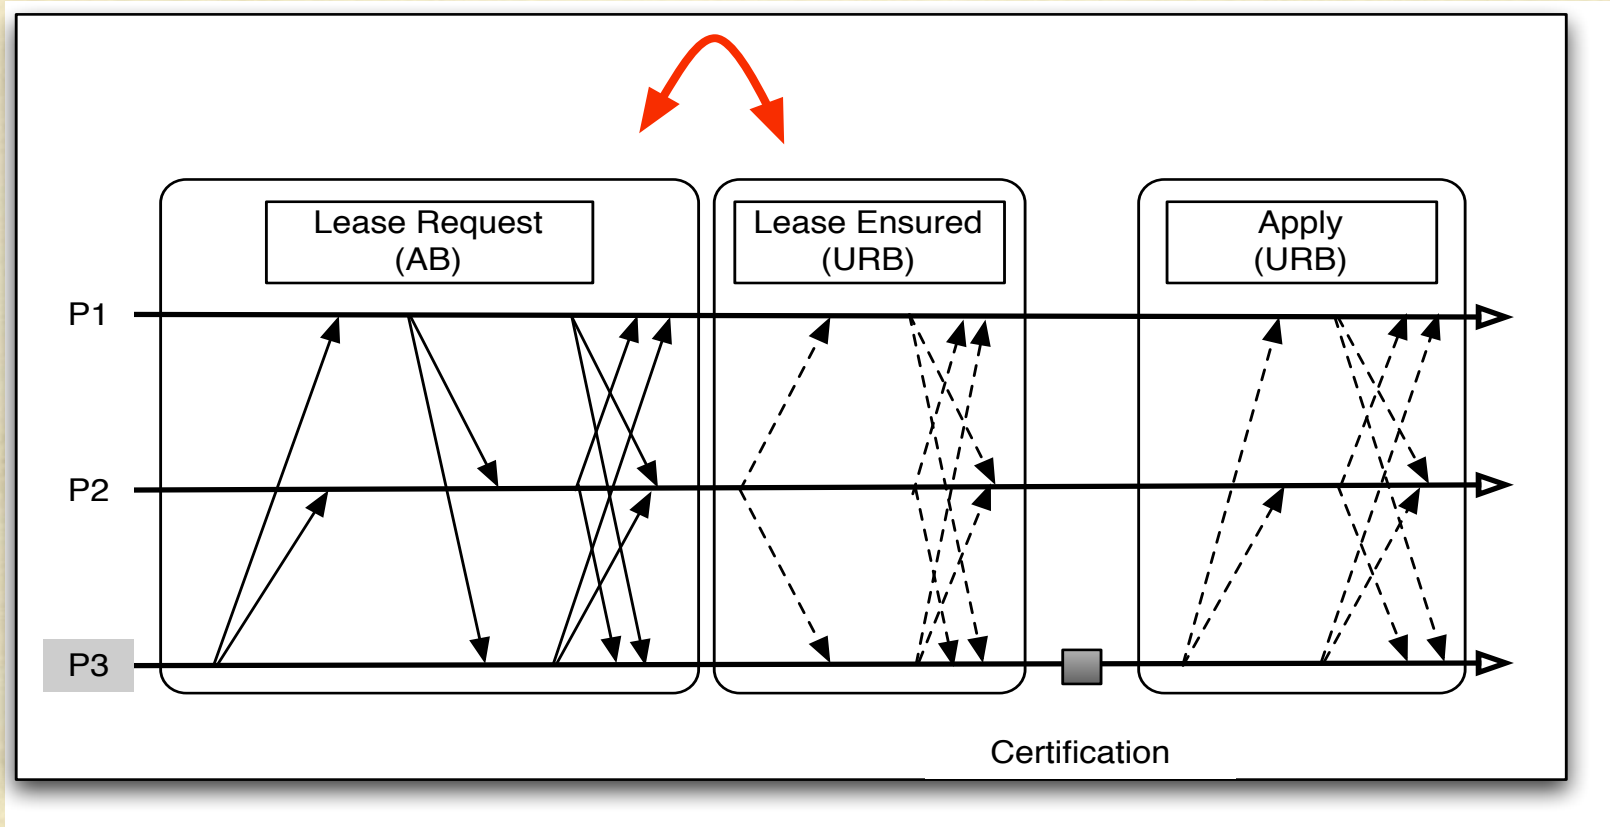 Lease Request
(AB)
Lease Ensured
(URB)
Apply
(URB)
P1
P2
P3
Certification